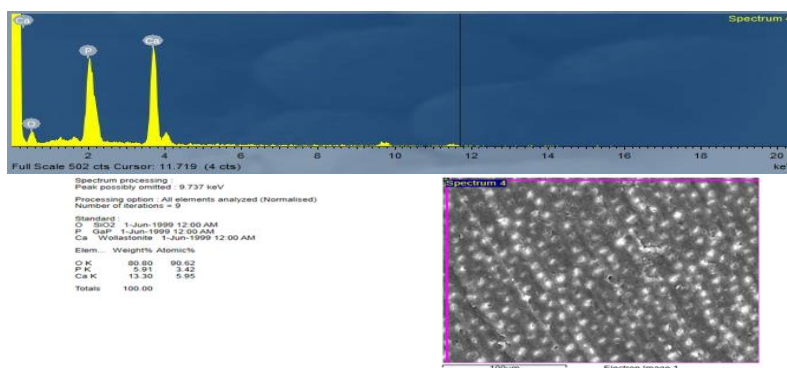 Ca
Spectrum 4
P
Ca
O
2 4 6 8 10 12 14 16 18 20
Full Scale 502 cts Cursor: 11.719 (4 cts) keV
Spectrum processing :
Peak possibly omitted : 9.737 keV
Processing option : All elements analyzed (Normalised)
Number of iterations = 9
Standard :
O SiO2 1-Jun-1999 12:00 AM
P GaP 1-Jun-1999 12:00 AM
Ca Wollastonite 1-Jun-1999 12:00 AM
Elem... Weight% Atomic%
O K 80.80 90.62
P K 5.91 3.42
Ca K 13.30 5.95
Totals 100.00
Spectrum 4
100µm Electron Image 1